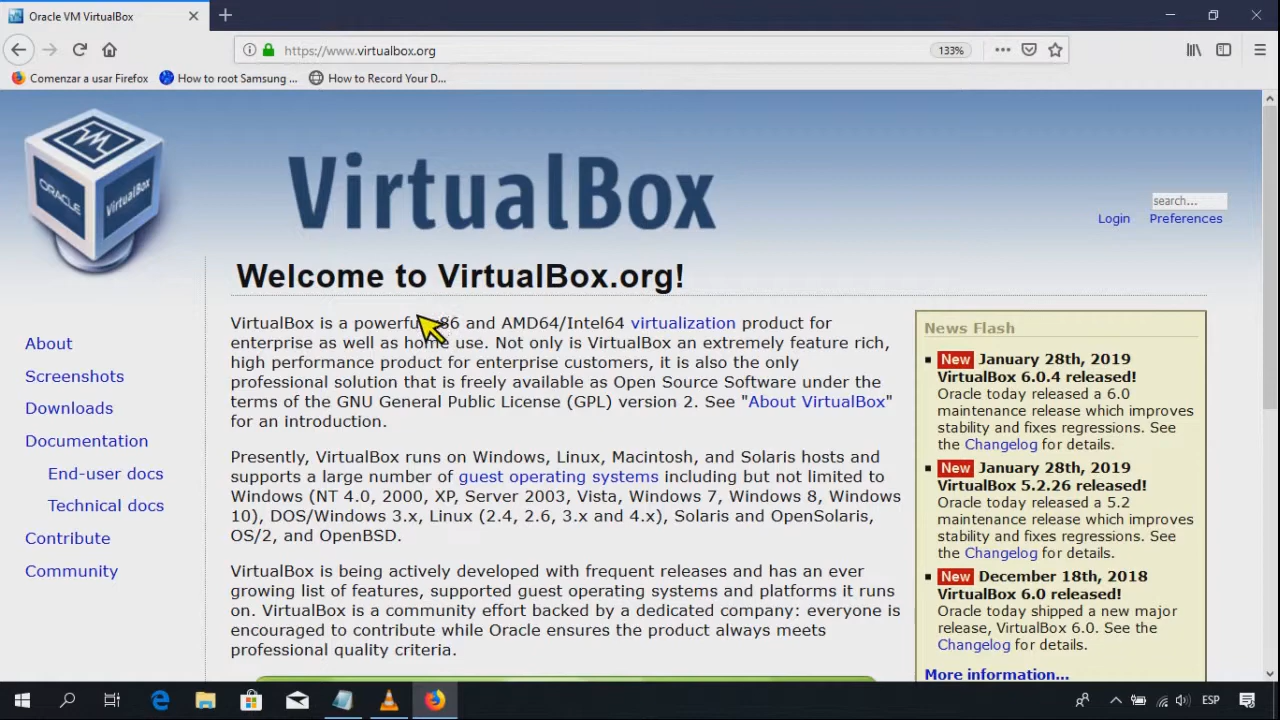 Oracle VM VirtualBox
https://www.virtualbox.org
133%
Comenzar a usar Firefox
How to root Samsung ...
How to Record Your D...
ORACLE
VirtualBox
VirtualBox
search...
Login
Preferences
Welcome to VirtualBox.org!
About
Screenshots
Downloads
Documentation
End-user docs
Technical docs
Contribute
Community
VirtualBox is a powerful x86 and AMD64/Intel64 virtualization product for
enterprise as well as home use. Not only is VirtualBox an extremely feature rich,
high performance product for enterprise customers, it is also the only
professional solution that is freely available as Open Source Software under the
terms of the GNU General Public License (GPL) version 2. See "About VirtualBox"
for an introduction.
Presently, VirtualBox runs on Windows, Linux, Macintosh, and Solaris hosts and
supports a large number of guest operating systems including but not limited to
Windows (NT 4.0, 2000, XP, Server 2003, Vista, Windows 7, Windows 8, Windows
10), DOS/Windows 3.x, Linux (2.4, 2.6, 3.x and 4.x), Solaris and OpenSolaris,
OS/2, and OpenBSD.
VirtualBox is being actively developed with frequent releases and has an ever
growing list of features, supported guest operating systems and platforms it runs
on. VirtualBox is a community effort backed by a dedicated company: everyone is
encouraged to contribute while Oracle ensures the product always meets
professional quality criteria.
News Flash
New January 28th, 2019
VirtualBox 6.0.4 released!
Oracle today released a 6.0
maintenance release which improves
stability and fixes regressions. See
the Changelog for details.
New January 28th, 2019
VirtualBox 5.2.26 released!
Oracle today released a 5.2
maintenance release which improves
stability and fixes regressions. See
the Changelog for details.
New December 18th, 2018
VirtualBox 6.0 released!
Oracle today shipped a new major
release, VirtualBox 6.0. See the
Changelog for details.
More information...
ESP